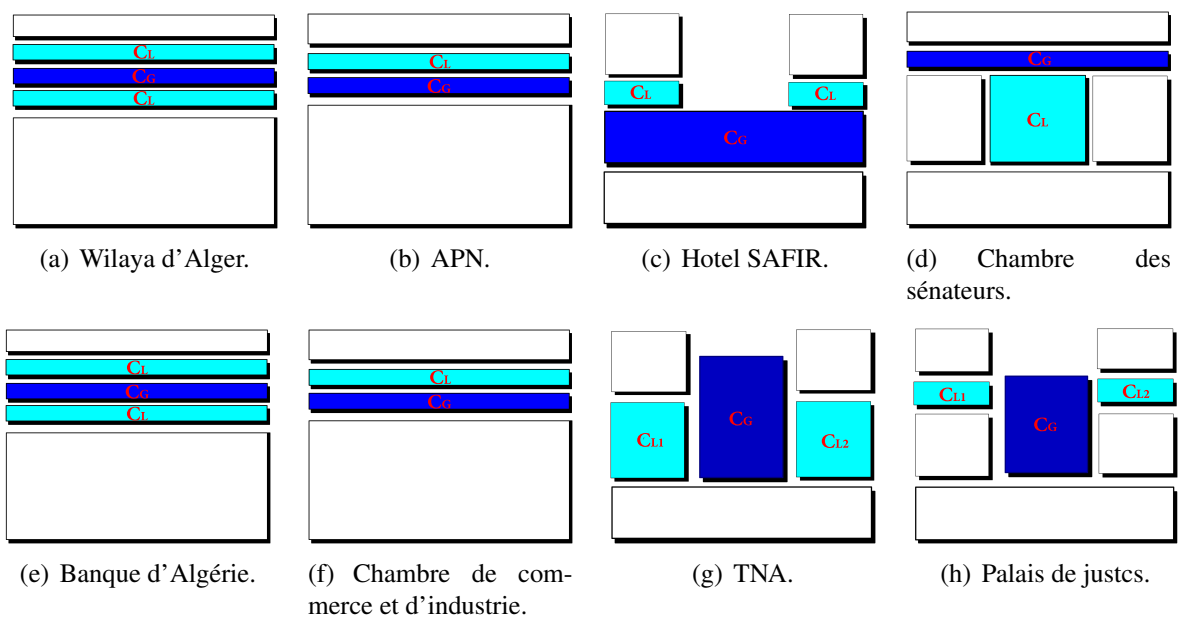 CL
CG
CL
(a) Wilaya d'Alger.
CL
CG
(b) APN.
CL
CL
CG
(c) Hotel SAFIR.
CG
CL
(d) Chambre des
sénateurs.
CL
CG
CL
(e) Banque d'Algérie.
CL
CG
(f) Chambre de com-
merce et d'industrie.
CL1
CG
CL2
(g) TNA.
CL1
CG
CL2
(h) Palais de justcs.